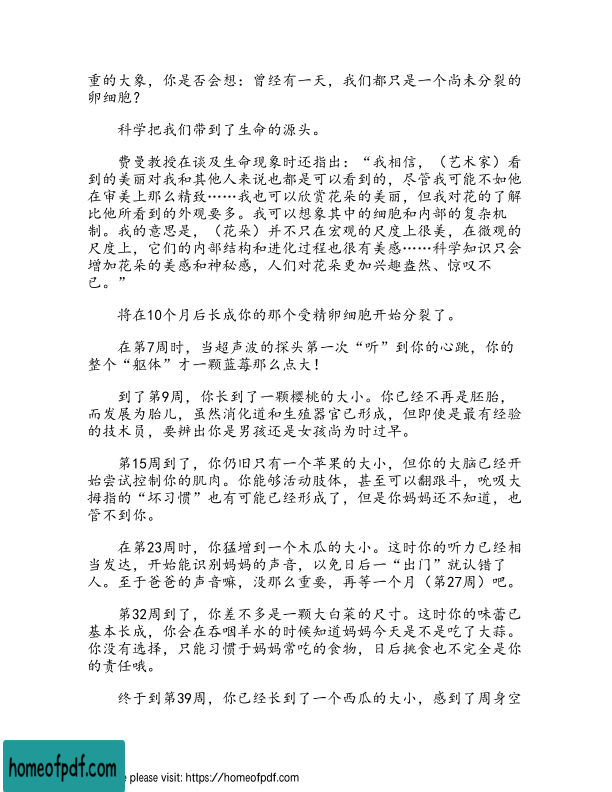 重的大象，你是否会想：曾经有一天，我们都只是一个尚未分裂的
卵细胞？
科学把我们带到了生命的源头。
费曼教授在谈及生命现象时还指出：“我相信，（艺术家）看
到的美丽对我和其他人来说也都是可以看到的，尽管我可能不如他
在审美上那么精致……我也可以欣赏花朵的美丽，但我对花的了解
比他所看到的外观要多。我可以想象其中的细胞和内部的复杂机
制。我的意思是，（花朵）并不只在宏观的尺度上很美，在微观的
尺度上，它们的内部结构和进化过程也很有美感……科学知识只会
增加花朵的美感和神秘感，人们对花朵更加兴趣盎然、惊叹不
已。”
将在10个月后长成你的那个受精卵细胞开始分裂了。
在第7周时，当超声波的探头第一次“听”到你的心跳，你的
整个“躯体”才一颗蓝莓那么点大！
到了第9周，你长到了一颗樱桃的大小。你已经不再是胚胎，
而发展为胎儿，虽然消化道和生殖器官已形成，但即使是最有经验
的技术员，要辨出你是男孩还是女孩尚为时过早。
第15周到了，你仍旧只有一个苹果的大小，但你的大脑已经开
始尝试控制你的肌肉。你能够活动肢体，甚至可以翻跟斗，吮吸大
拇指的“坏习惯”也有可能已经形成了，但是你妈妈还不知道，也
管不到你。
在第23周时，你猛增到一个木瓜的大小。这时你的听力已经相
当发达，开始能识别妈妈的声音，以免日后一“出门”就认错了
人。至于爸爸的声音嘛，没那么重要，再等一个月（第27周）吧。
第32周到了，你差不多是一颗大白菜的尺寸。这时你的味蕾已
基本长成，你会在吞咽羊水的时候知道妈妈今天是不是吃了大蒜。
你没有选择，只能习惯于妈妈常吃的食物，日后挑食也不完全是你
的责任哦。
终于到第39周，你已经长到了一个西瓜的大小，感到了周身空
homeofpdf.com
e please visit: https://homeofpdf.com